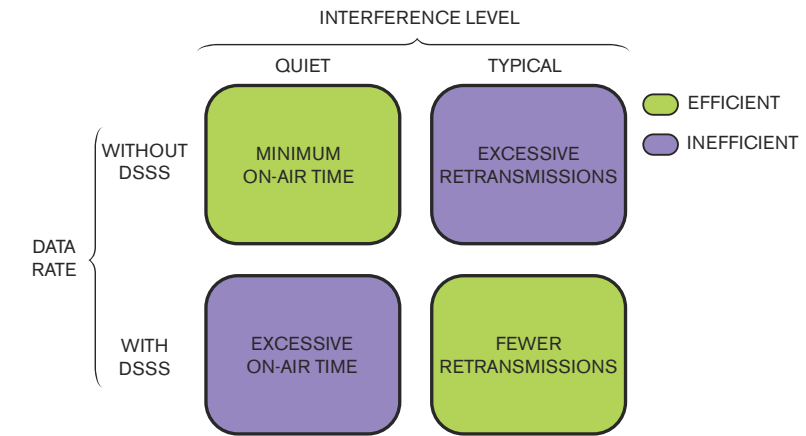 INTERFERENCE LEVEL
QUIET
TYPICAL
EFFICIENT
INEFFICIENT
DATA
RATE
WITHOUT
DSSS
MINIMUM
ON-AIR TIME
EXCESSIVE
RETRANSMISSIONS
WITH
DSSS
EXCESSIVE
ON-AIR TIME
FEWER
RETRANSMISSIONS